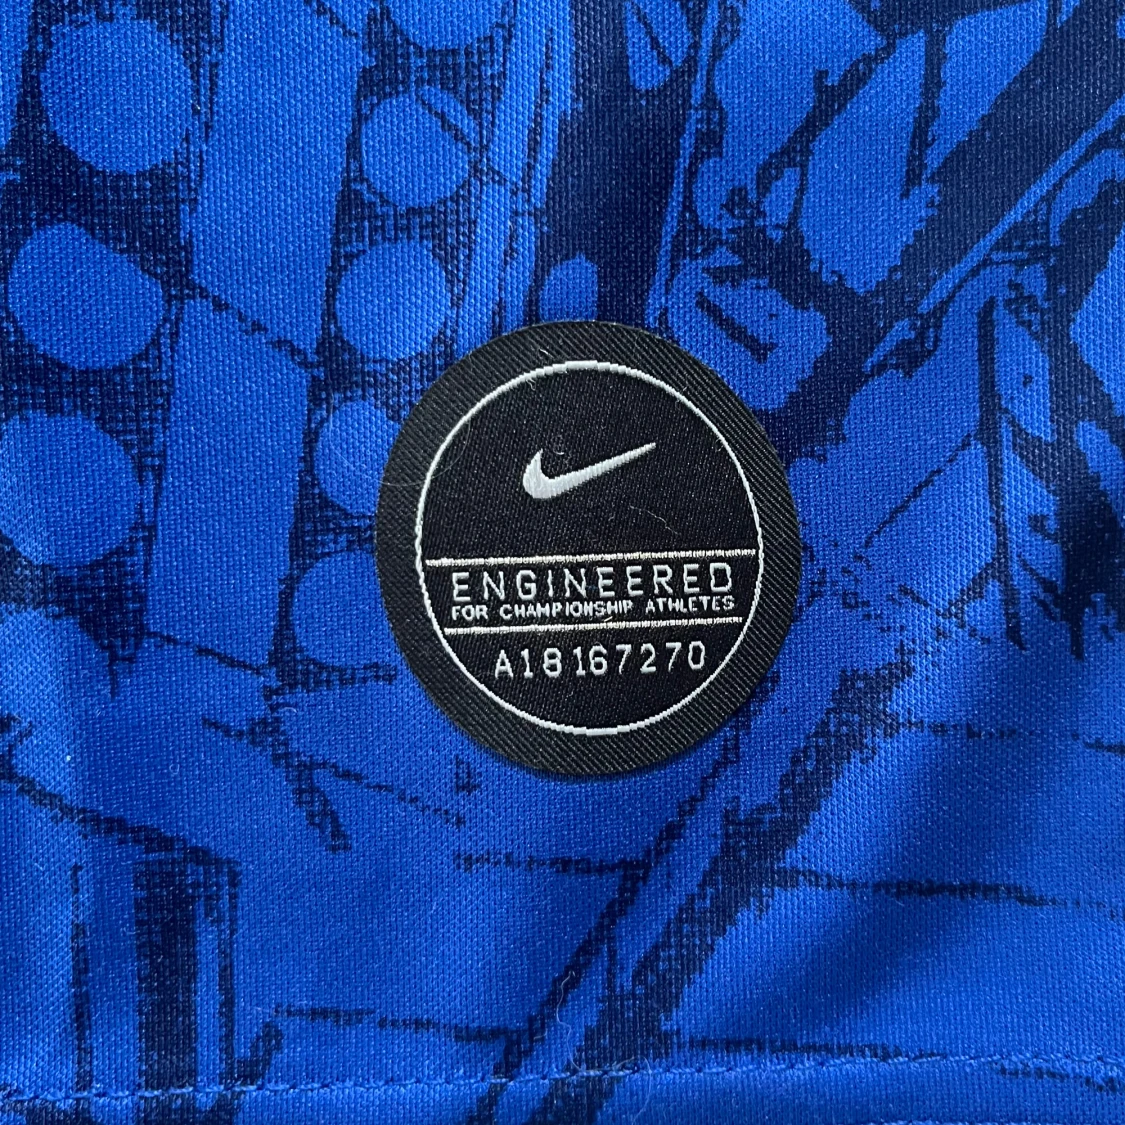 ENGINEERED
FOR CHAMPIONSHIP ATHLETES
A18167270